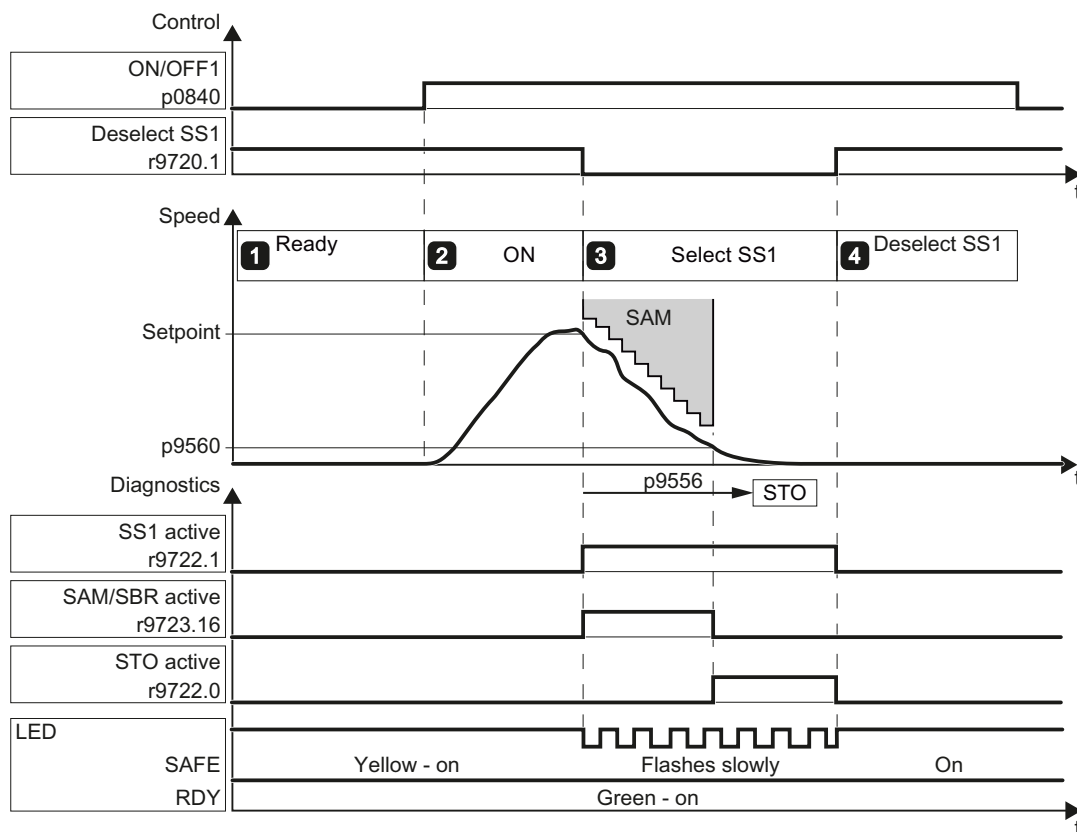 Control
ON/OFF1
p0840
Deselect SS1
r9720.1
t
Speed
1 Ready
2 ON
3 Select SS1
4 Deselect SS1
SAM
Setpoint
p9560
t
p9556
STO
Diagnostics
SS1 active
r9722.1
SAM/SBR active
r9723.16
STO active
r9722.0
LED
SAFE Yellow - on Flashes slowly On
RDY Green - on
t